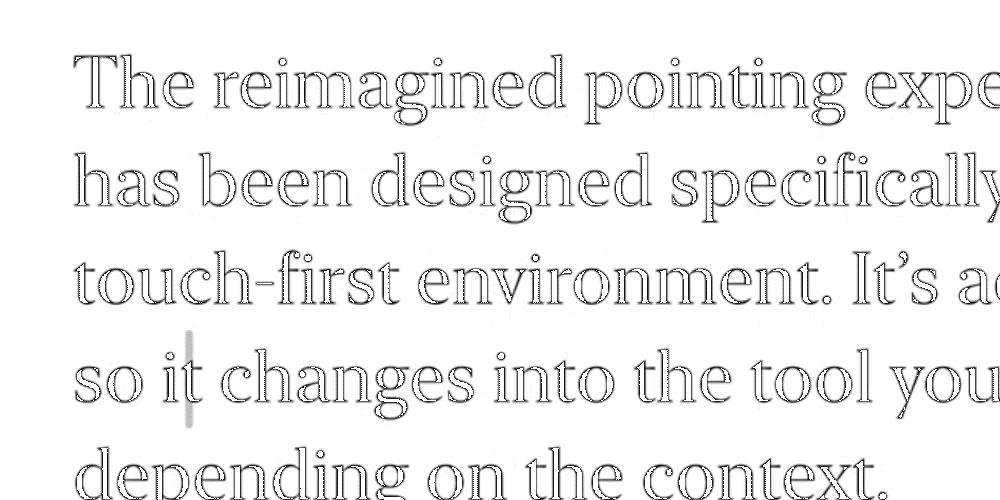 The reimagined pointing expe
has been designed specifically
touch-first environment. It’s a
so it changes into the tool you
depending on the context.